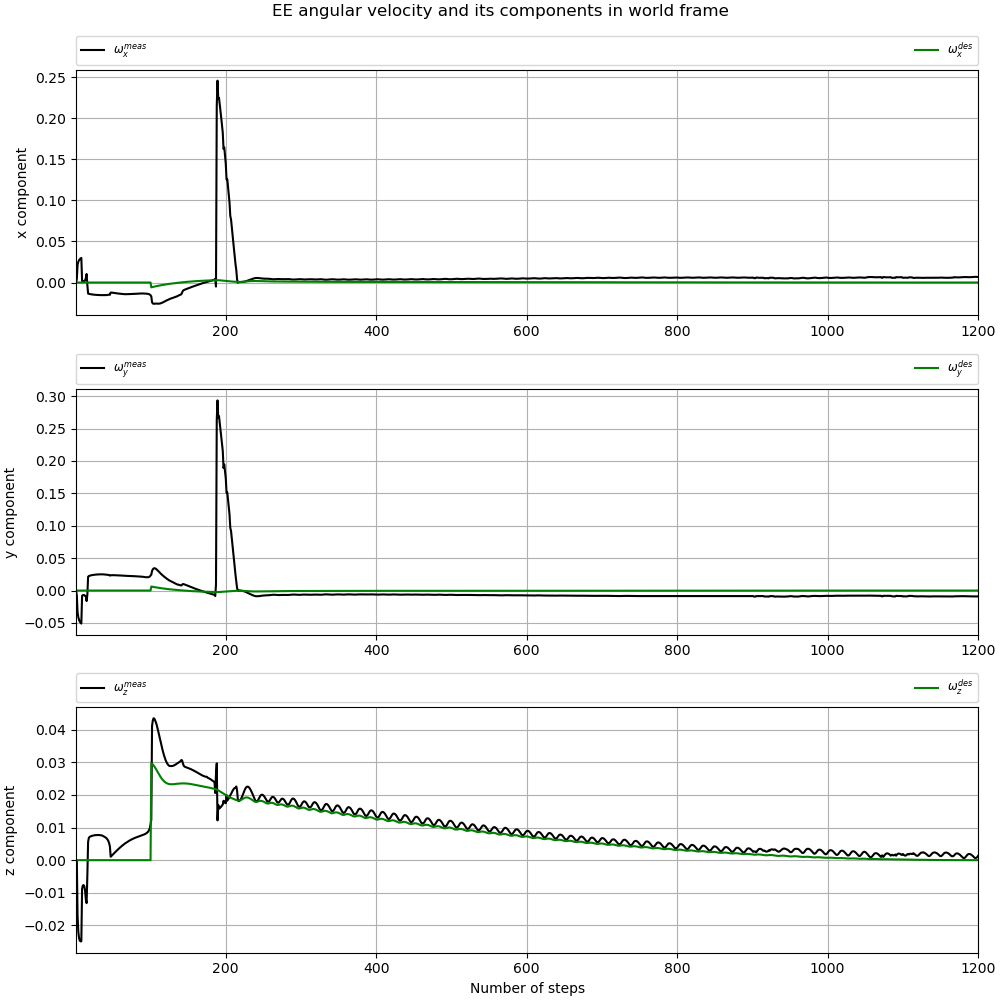 EE angular velocity and its components in world frame
ω_x^meas ω_x^des
x component
0.25
0.20
0.15
0.10
0.05
0.00
200 400 600 800 1000 1200
ω_y^meas ω_y^des
y component
0.30
0.25
0.20
0.15
0.10
0.05
0.00
−0.05
200 400 600 800 1000 1200
ω_z^meas ω_z^des
z component
0.04
0.03
0.02
0.01
0.00
−0.01
−0.02
200 400 600 800 1000 1200
Number of steps